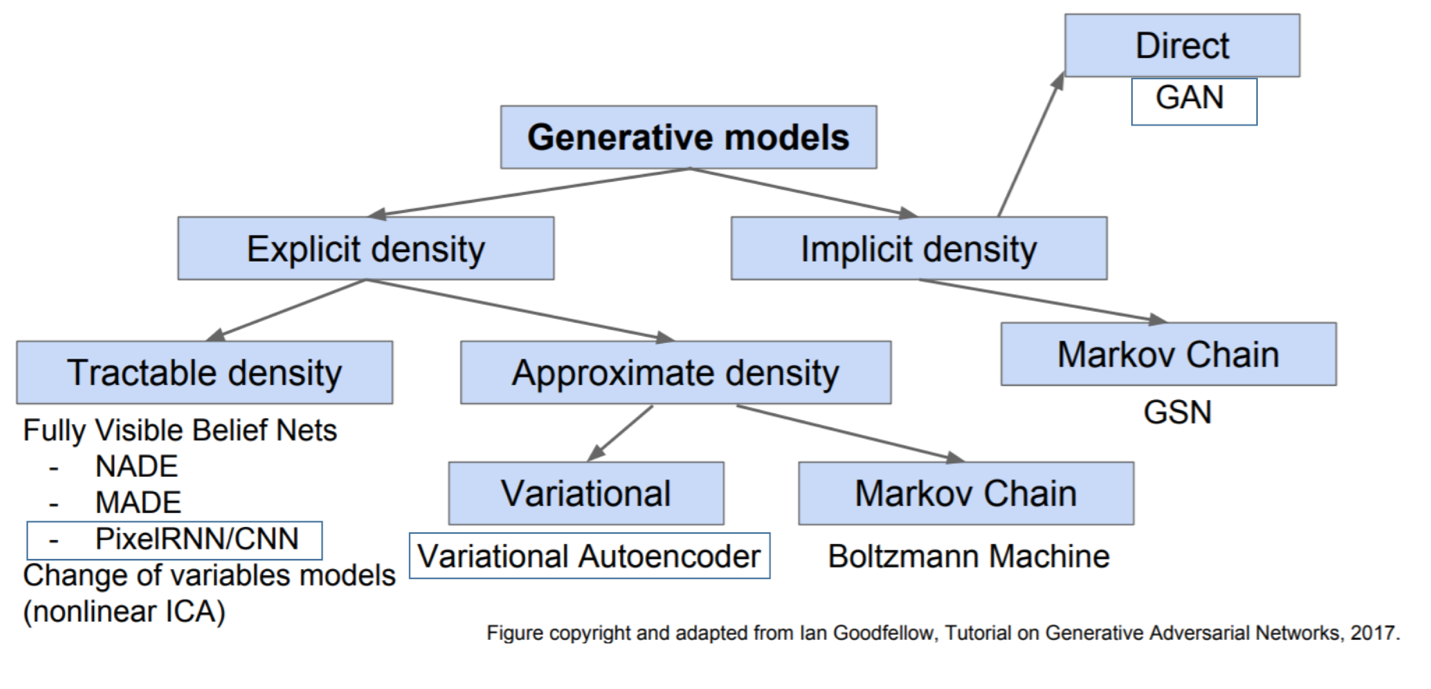 Direct
GAN
Generative models
Explicit density
Implicit density
Tractable density
Approximate density
Markov Chain
GSN
Fully Visible Belief Nets
- NADE
- MADE
- PixelRNN/CNN
Change of variables models
(nonlinear ICA)
Variational
Markov Chain
Variational Autoencoder
Boltzmann Machine
Figure copyright and adapted from Ian Goodfellow, Tutorial on Generative Adversarial Networks, 2017.